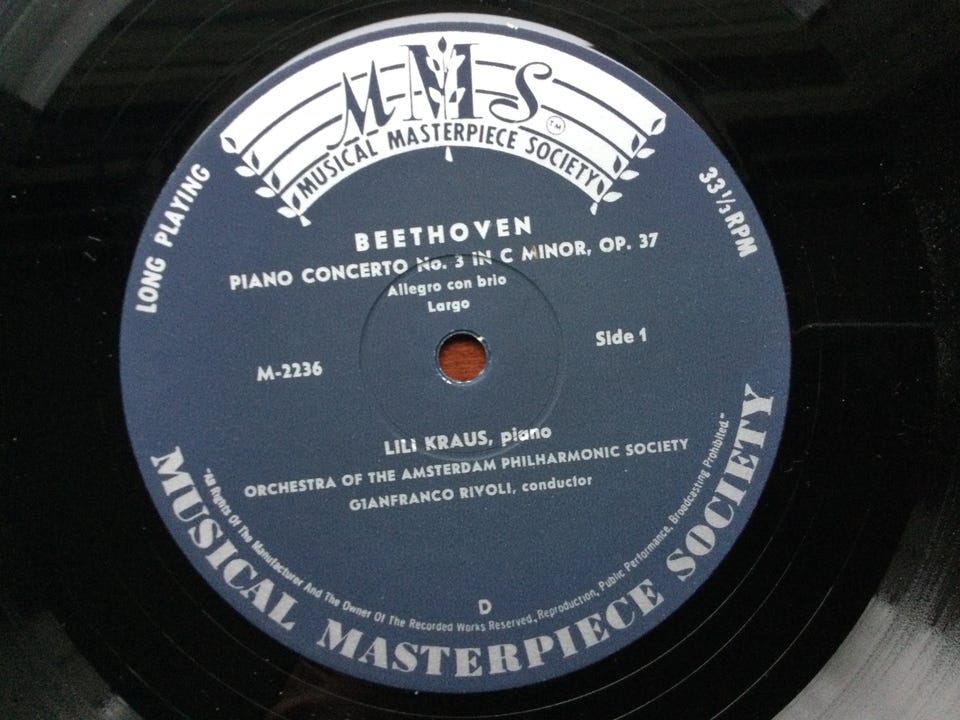 MMS
TM
MUSICAL MASTERPIECE SOCIETY
LONG PLAYING
33 1/3 RPM
BEETHOVEN
PIANO CONCERTO No. 3 IN C MINOR, OP. 37
Allegro con brio
Largo
M-2236
Side 1
LILI KRAUS, piano
ORCHESTRA OF THE AMSTERDAM PHILHARMONIC SOCIETY
GIANFRANCO RIVOLI, conductor
D
"All Rights Of The Manufacturer And The Owner Of The Recorded Works Reserved, Reproduction, Public Performance, Broadcasting Prohibited."
MUSICAL MASTERPIECE SOCIETY